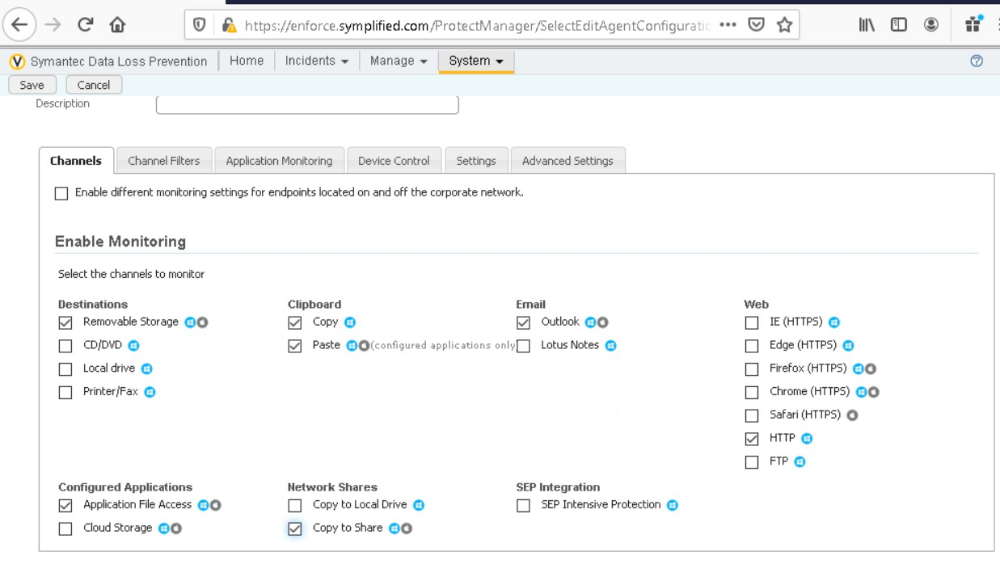 https://enforce.symplified.com/ProtectManager/SelectEditAgentConfiguratio
Symantec Data Loss Prevention Home Incidents Manage System
Save Cancel
Description
Channels Channel Filters Application Monitoring Device Control Settings Advanced Settings
Enable different monitoring settings for endpoints located on and off the corporate network.
Enable Monitoring
Select the channels to monitor
Destinations Clipboard Email Web
Removable Storage Copy Outlook IE (HTTPS)
CD/DVD Paste (configured applications only Lotus Notes Edge (HTTPS)
Local drive Firefox (HTTPS)
Printer/Fax Chrome (HTTPS)
Safari (HTTPS)
HTTP
FTP
Configured Applications Network Shares SEP Integration
Application File Access Copy to Local Drive SEP Intensive Protection
Cloud Storage Copy to Share